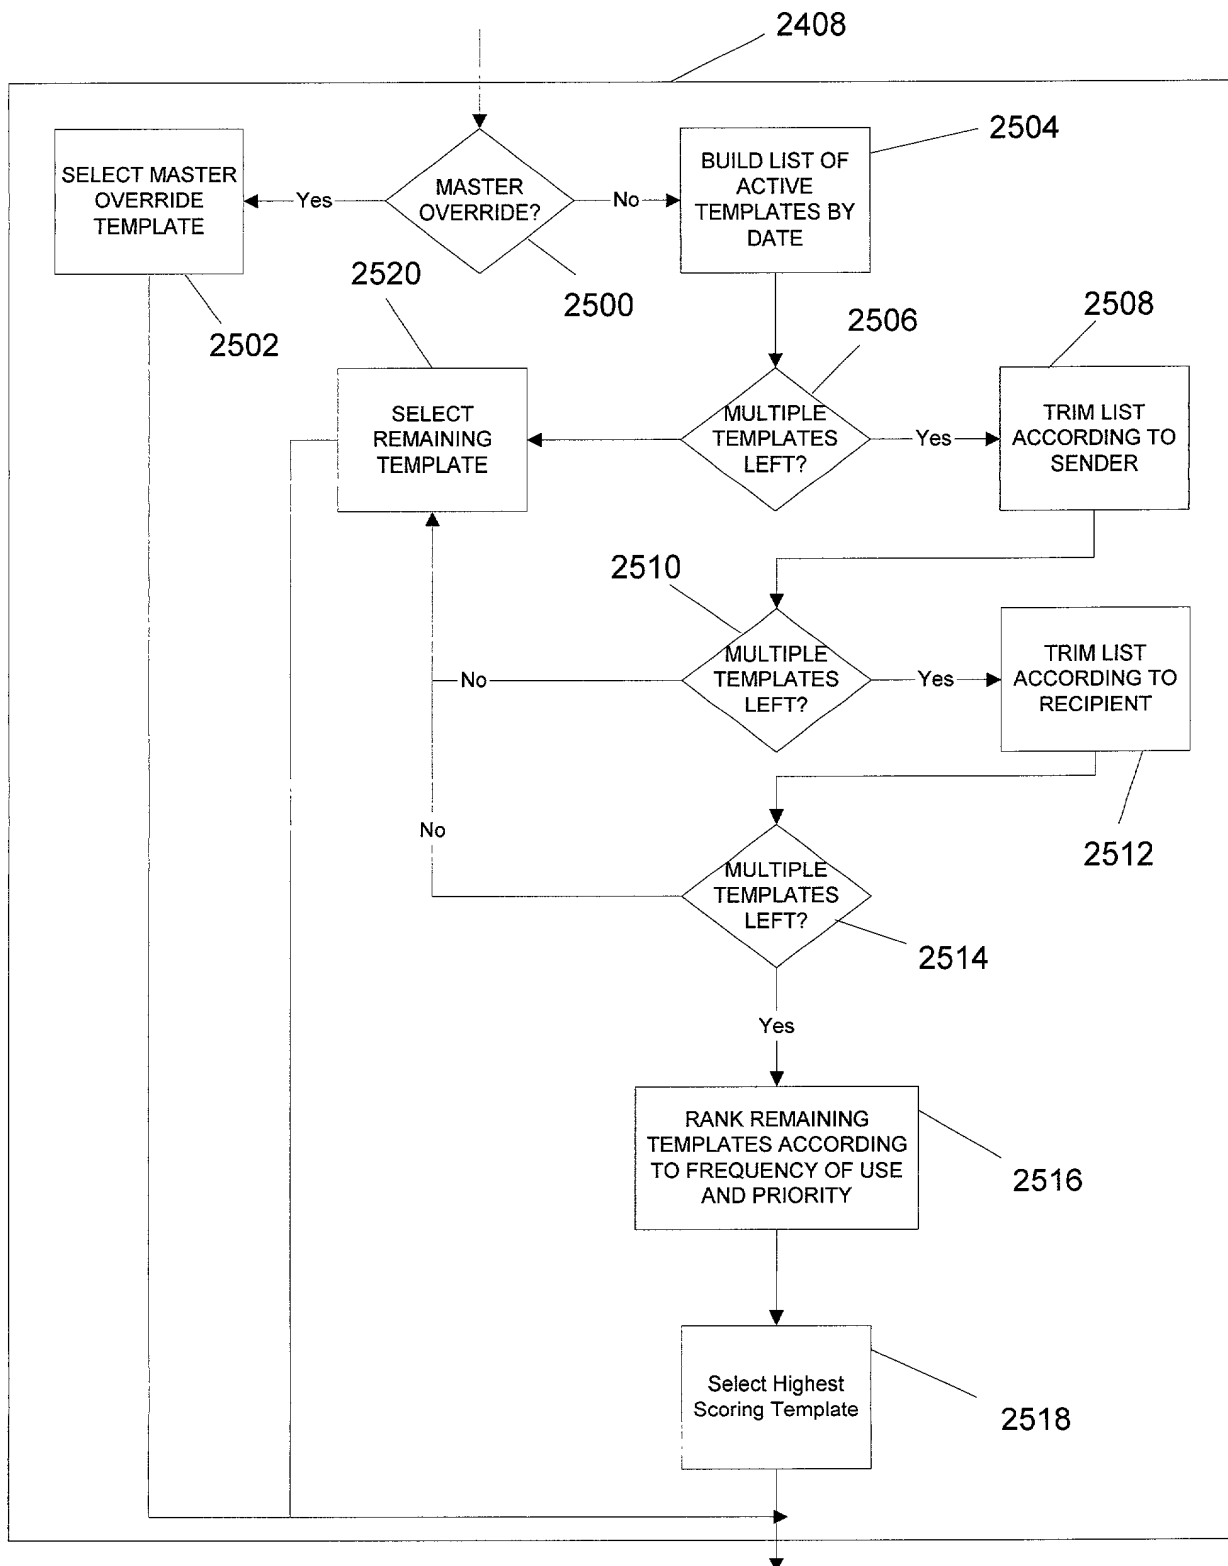 2408
SELECT MASTER
OVERRIDE
TEMPLATE
2502
Yes
MASTER
OVERRIDE?
2500
No
BUILD LIST OF
ACTIVE
TEMPLATES BY
DATE
2504
2520
SELECT
REMAINING
TEMPLATE
2506
MULTIPLE
TEMPLATES
LEFT?
Yes
2508
TRIM LIST
ACCORDING TO
SENDER
2510
MULTIPLE
TEMPLATES
LEFT?
No
Yes
TRIM LIST
ACCORDING TO
RECIPIENT
2512
No
MULTIPLE
TEMPLATES
LEFT?
2514
Yes
RANK REMAINING
TEMPLATES ACCORDING
TO FREQUENCY OF USE
AND PRIORITY
2516
Select Highest
Scoring Template
2518